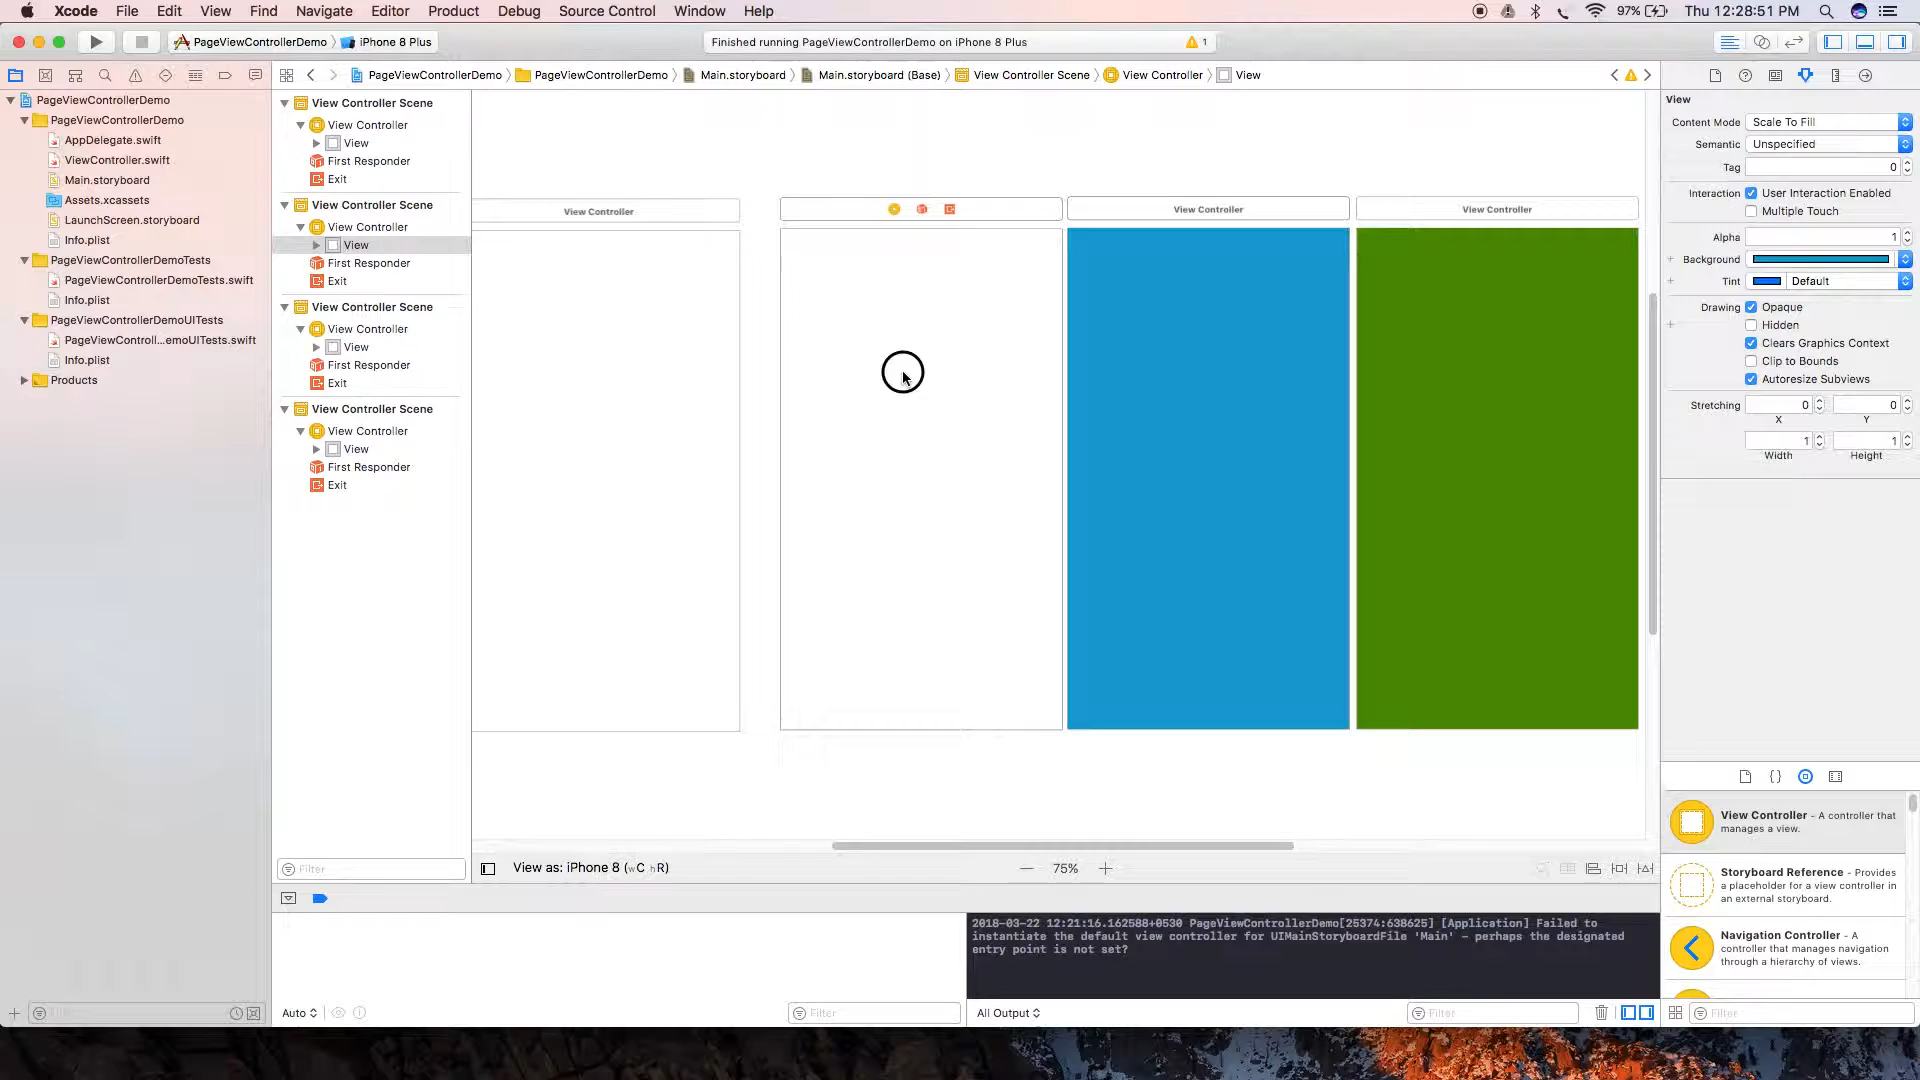 Xcode File Edit View Find Navigate Editor Product Debug Source Control Window Help
97% Thu 12:28:51 PM
PageViewControllerDemo iPhone 8 Plus
Finished running PageViewControllerDemo on iPhone 8 Plus 1
PageViewControllerDemo PageViewControllerDemo Main.storyboard Main.storyboard (Base) View Controller Scene View Controller View
PageViewControllerDemo
PageViewControllerDemo
AppDelegate.swift
ViewController.swift
Main.storyboard
Assets.xcassets
LaunchScreen.storyboard
Info.plist
PageViewControllerDemoTests
PageViewControllerDemoTests.swift
Info.plist
PageViewControllerDemoUITests
PageViewControll...emoUITests.swift
Info.plist
Products
View Controller Scene
View Controller
View
First Responder
Exit
View Controller Scene
View Controller
View
First Responder
Exit
View Controller Scene
View Controller
View
First Responder
Exit
View Controller Scene
View Controller
View
First Responder
Exit
Filter
View Controller
View Controller
View Controller
View as: iPhone 8 (wC hR)
75%
View
Content Mode Scale To Fill
Semantic Unspecified
Tag 0
Interaction User Interaction Enabled
Multiple Touch
Alpha 1
Background
Tint Default
Drawing Opaque
Hidden
Clears Graphics Context
Clip to Bounds
Autoresize Subviews
Stretching 0 0
X Y
1 1
Width Height
View Controller - A controller that
manages a view.
Storyboard Reference - Provides
a placeholder for a view controller in
an external storyboard.
Navigation Controller - A
controller that manages navigation
through a hierarchy of views.
2018-03-22 12:21:16.162588+0530 PageViewControllerDemo[25374:638625] [Application] Failed to
instantiate the default view controller for UIMainStoryboardFile 'Main' - perhaps the designated
entry point is not set?
Filter
Auto
Filter
All Output
Filter
Filter